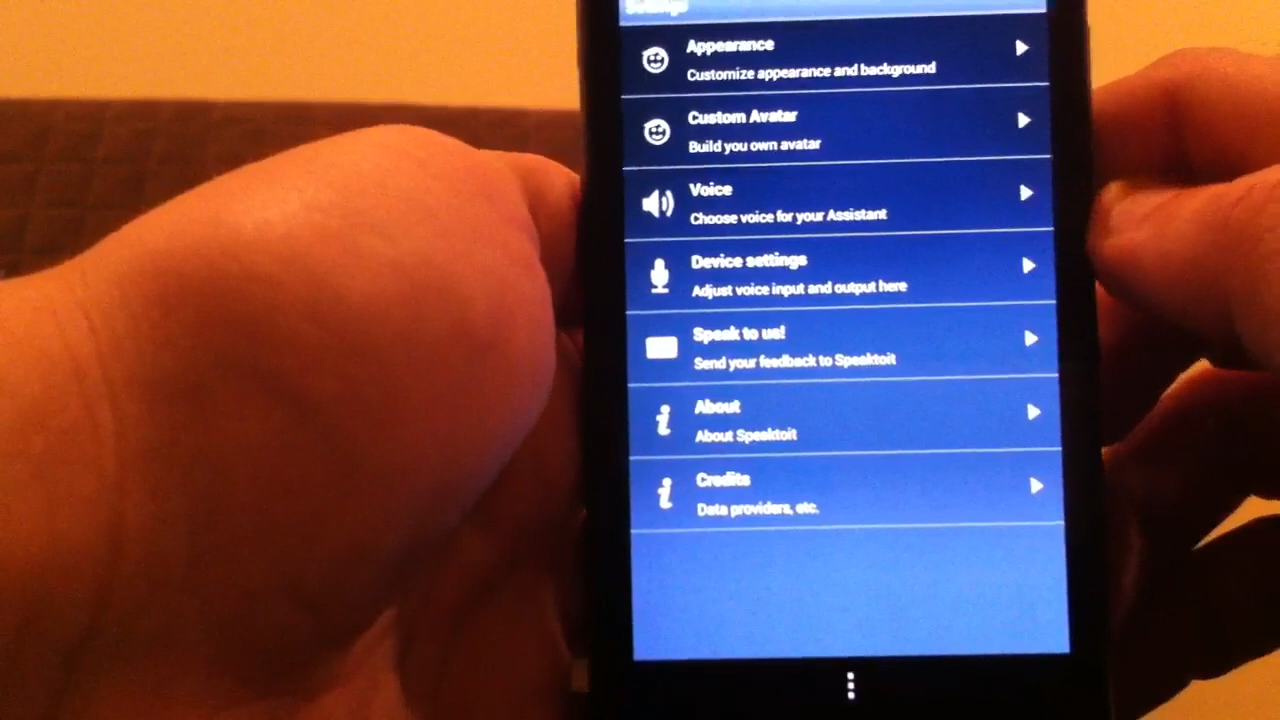 Settings
Appearance
Customize appearance and background
Custom Avatar
Build you own avatar
Voice
Choose voice for your Assistant
Device settings
Adjust voice input and output here
Speak to us!
Send your feedback to Speaktoit
About
About Speaktoit
Credits
Data providers, etc.